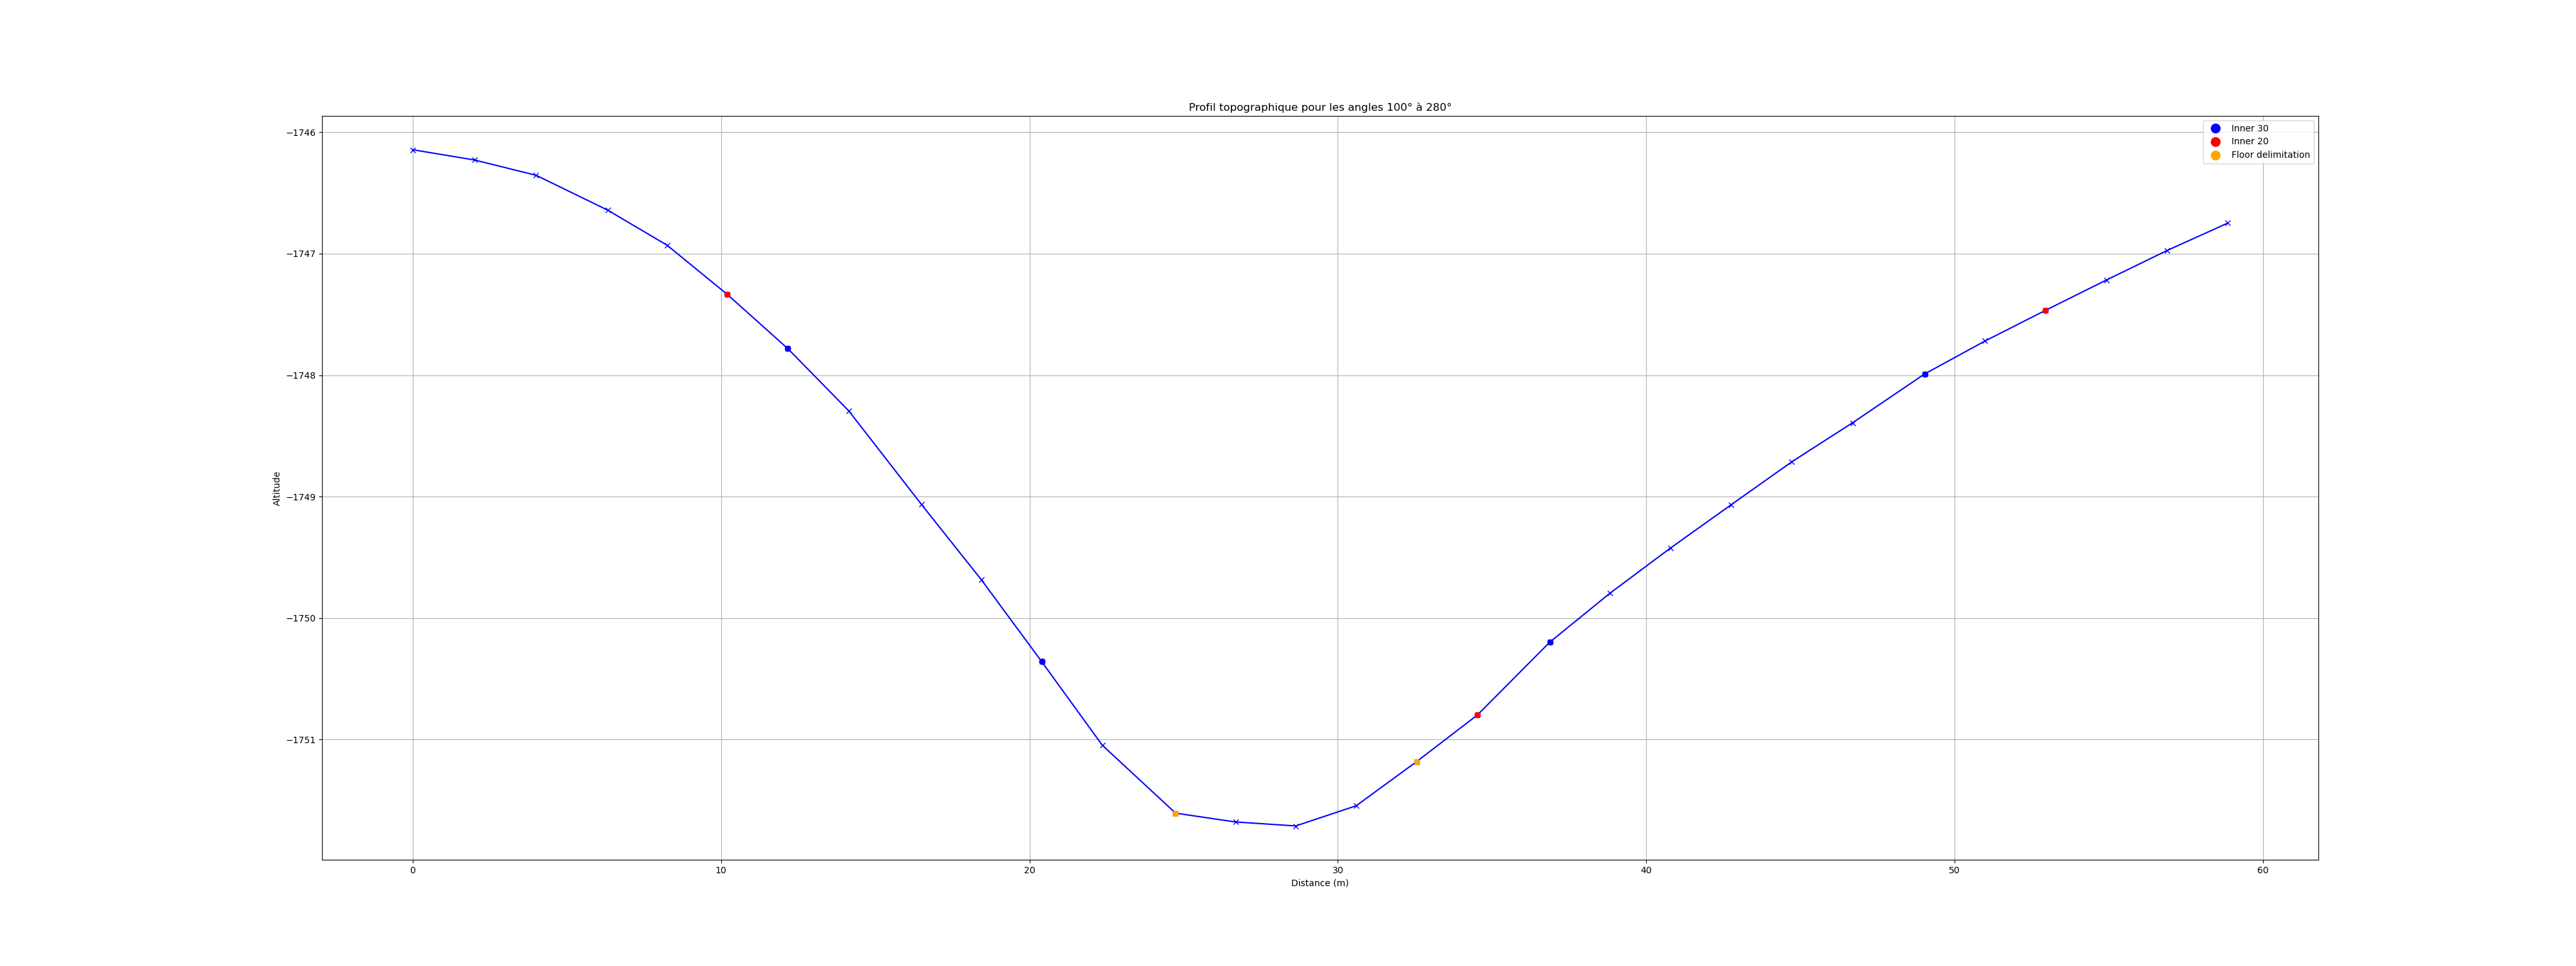 Profil topographique pour les angles 100° à 280°
Inner 30
Inner 20
Floor delimitation
Altitude
−1746
−1747
−1748
−1749
−1750
−1751
0 10 20 30 40 50 60
Distance (m)